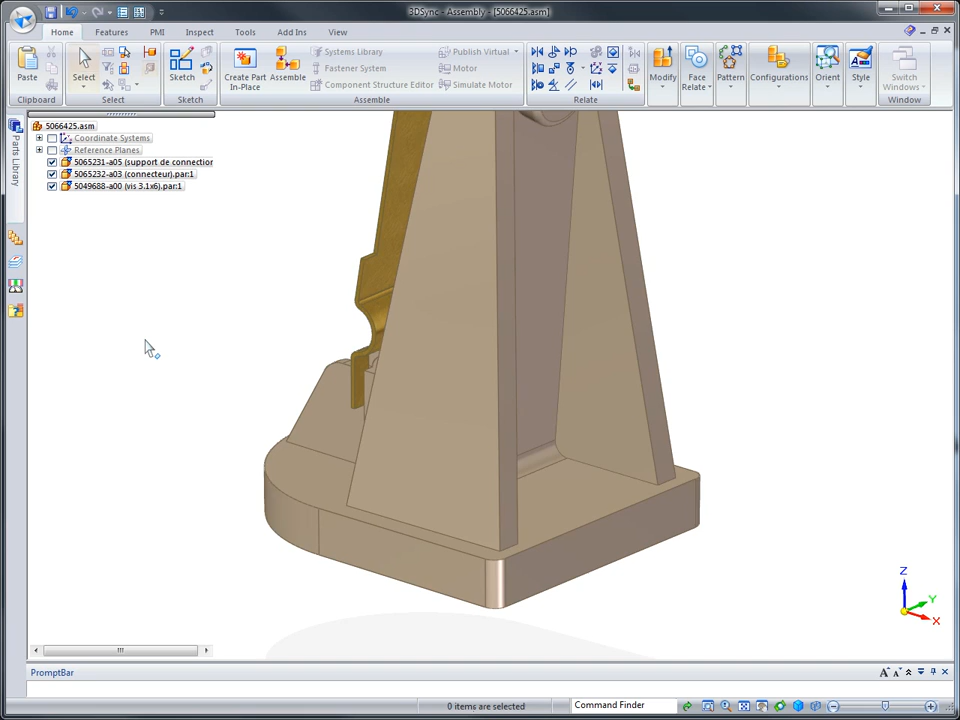 3DSync - Assembly - [5066425.asm]
Home Features PMI Inspect Tools Add Ins View
Paste
Clipboard
Select
Select
Sketch
Sketch
Create Part In-Place
Assemble
Systems Library
Fastener System
Component Structure Editor
Publish Virtual
Motor
Simulate Motor
Assemble
Relate
Modify
Face Relate
Pattern
Configurations
Orient
Style
Switch Windows
Window
Parts Library
5066425.asm
Coordinate Systems
Reference Planes
5065231-a05 (support de connection
5065232-a03 (connecteur).par:1
5049688-a00 (vis 3.1x6).par:1
Z
Y
X
PromptBar
0 items are selected
Command Finder